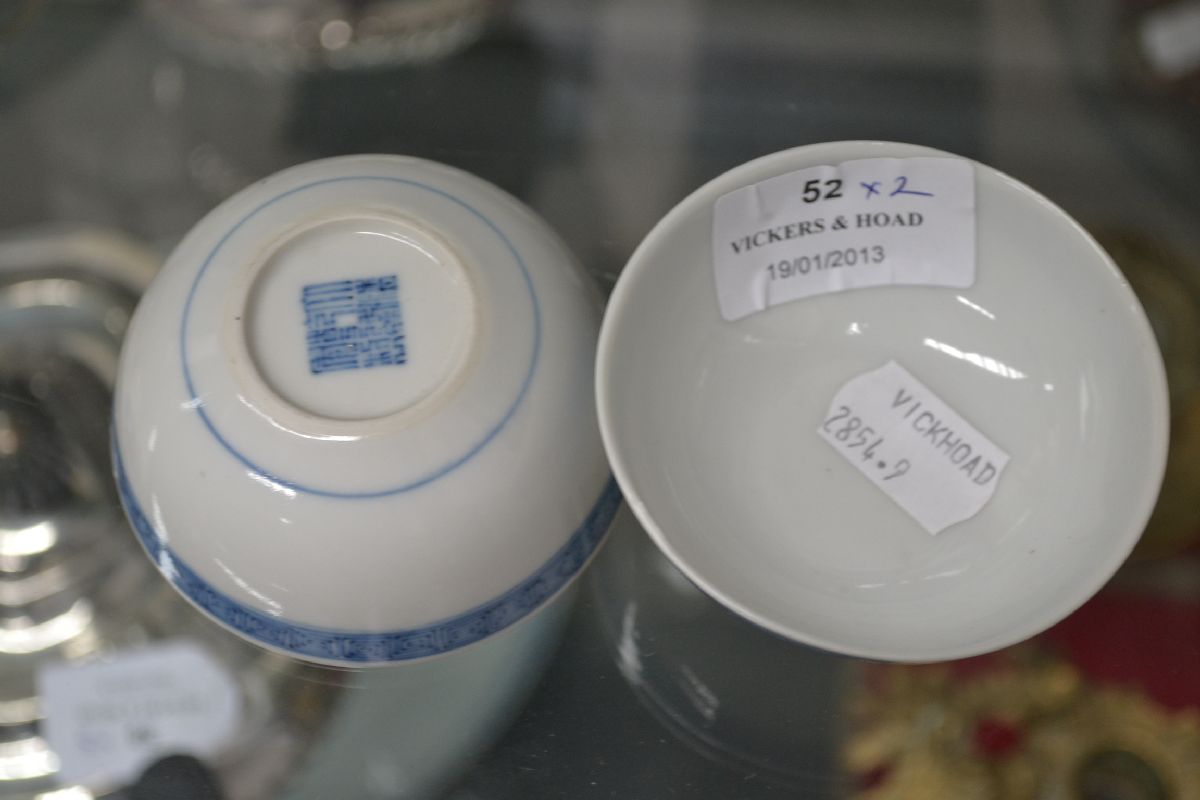 52 x 2
VICKERS & HOAD
19/01/2013
VICKHOAD
2854.9